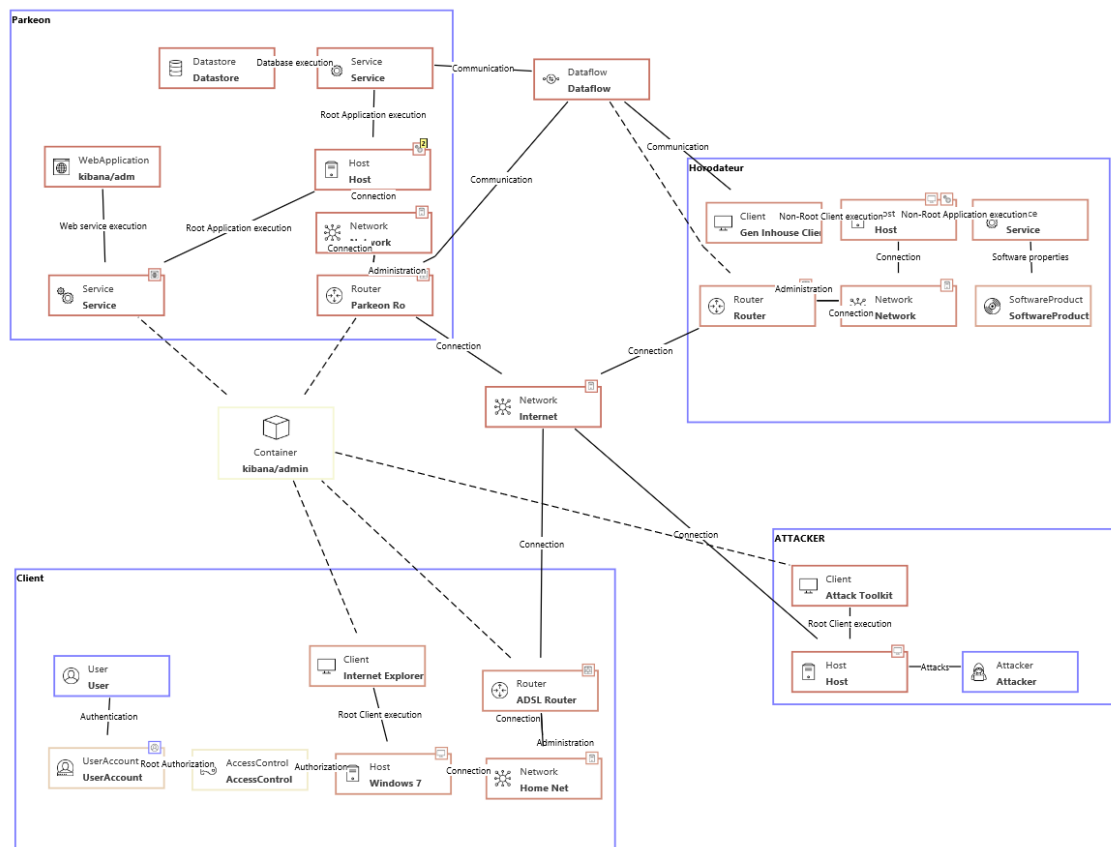 Parkeon
Datastore
Datastore
Database execution
Service
Service
Communication
Dataflow
Dataflow
Root Application execution
WebApplication
kibana/adm
2
Host
Host
Connection
Communication
Communication
Web service execution
Root Application execution
Network
Connection
Administration
Service
Service
Router
Parkeon Ro
Connection
Horodateur
Client
Gen Inhouse Clie
Non-Root Client execution
Host
Non-Root Application execution
Service
Connection
Software properties
Router
Router
Administration
Connection
Network
Network
SoftwareProduct
SoftwareProduct
Connection
Network
Internet
Container
kibana/admin
Connection
Connection
ATTACKER
Client
Attack Toolkit
Root Client execution
Host
Host
Attacks
Attacker
Attacker
Client
User
User
Authentication
Client
Internet Explorer
Root Client execution
Router
ADSL Router
Connection
Administration
UserAccount
UserAccount
Root Authorization
AccessControl
AccessControl
Authorization
Host
Windows 7
Connection
Network
Home Net